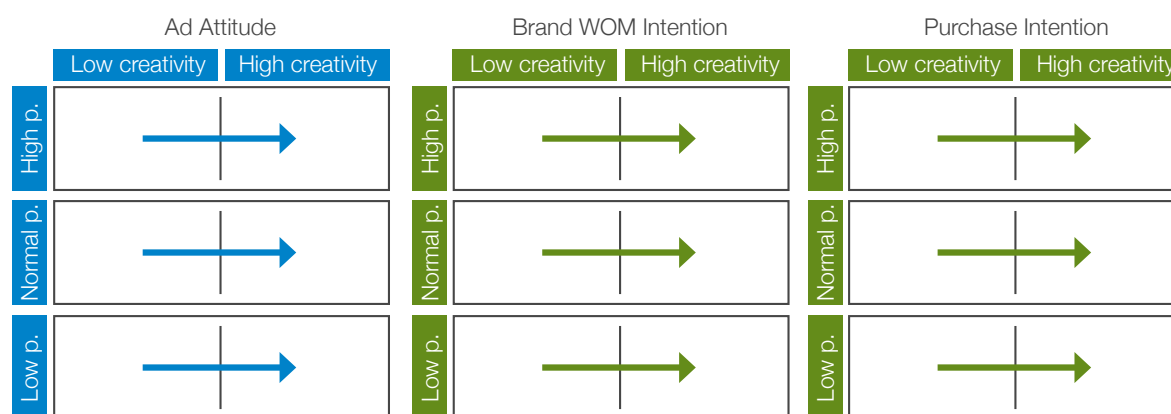 Ad Attitude
Low creativity High creativity
High p.
Normal p.
Low p.
Brand WOM Intention
Low creativity High creativity
High p.
Normal p.
Low p.
Purchase Intention
Low creativity High creativity
High p.
Normal p.
Low p.